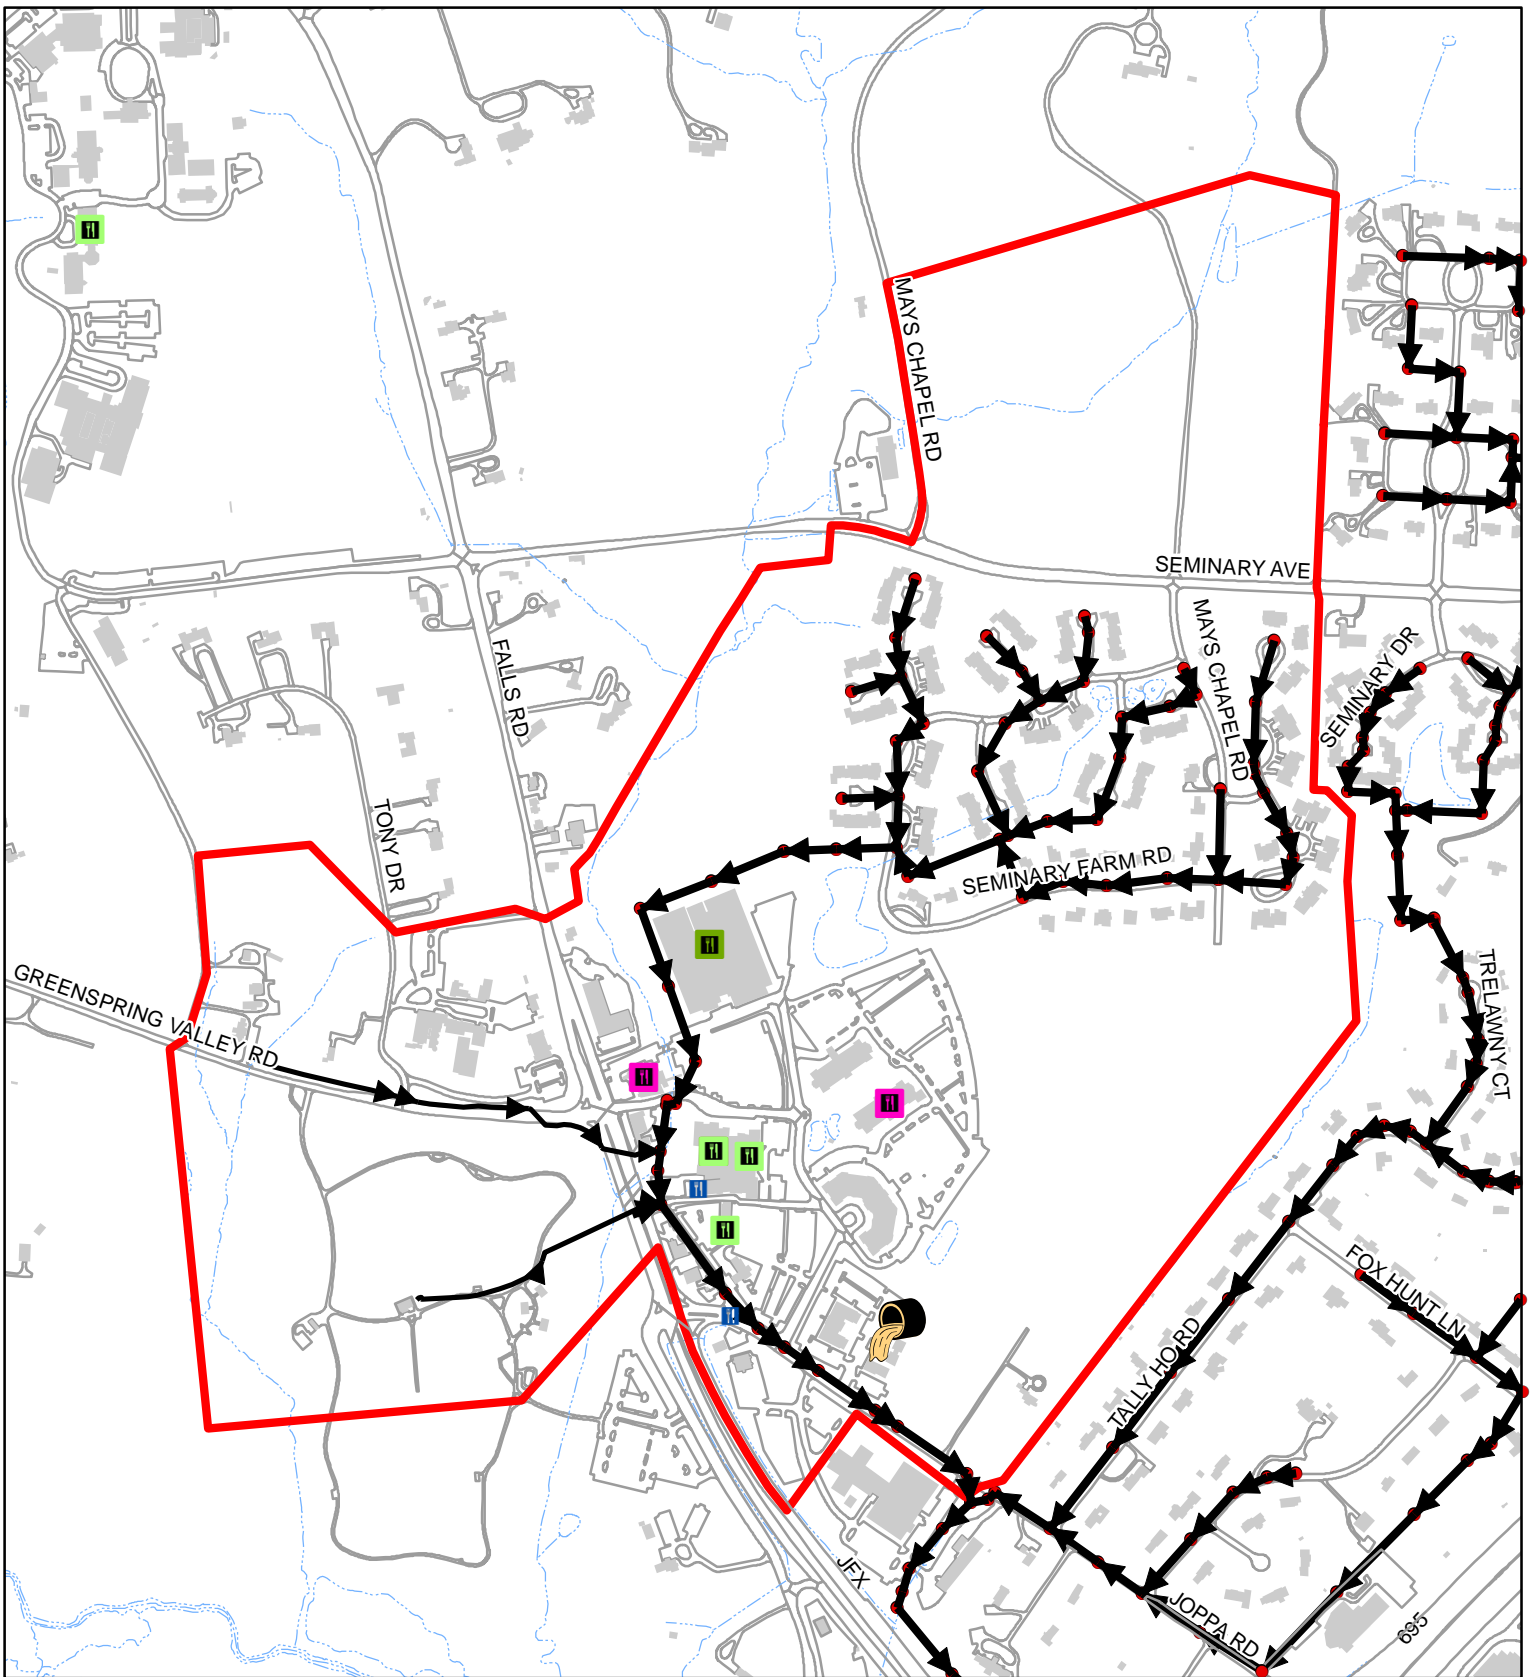 MAYS CHAPEL RD
SEMINARY AVE
MAYS CHAPEL RD
SEMINARY DR
FALLS RD
TONY DR
SEMINARY FARM RD
GREENSPRING VALLEY RD
TRELAWNY CT
FOX HUNT LN
TALLY HO RD
JFX
JOPPA RD
695